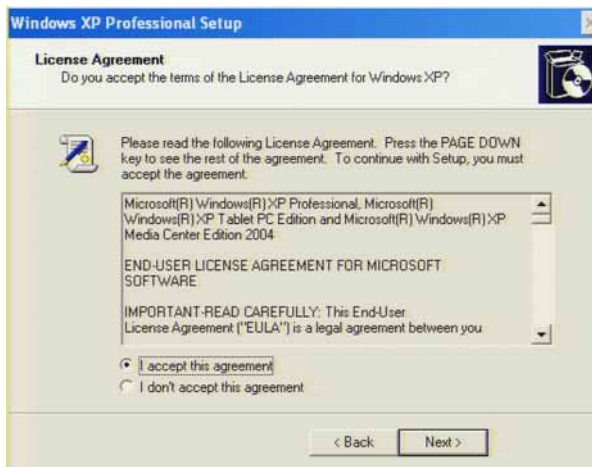 Windows XP Professional Setup
License Agreement
Do you accept the terms of the License Agreement for Windows XP?
Please read the following License Agreement. Press the PAGE DOWN
key to see the rest of the agreement. To continue with Setup, you must
accept the agreement.
Microsoft(R) Windows(R) XP Professional, Microsoft(R)
Windows(R) XP Tablet PC Edition and Microsoft(R) Windows(R) XP
Media Center Edition 2004
END-USER LICENSE AGREEMENT FOR MICROSOFT
SOFTWARE
IMPORTANT-READ CAREFULLY: This End-User
License Agreement ("EULA") is a legal agreement between you
I accept this agreement
I don't accept this agreement
< Back
Next >